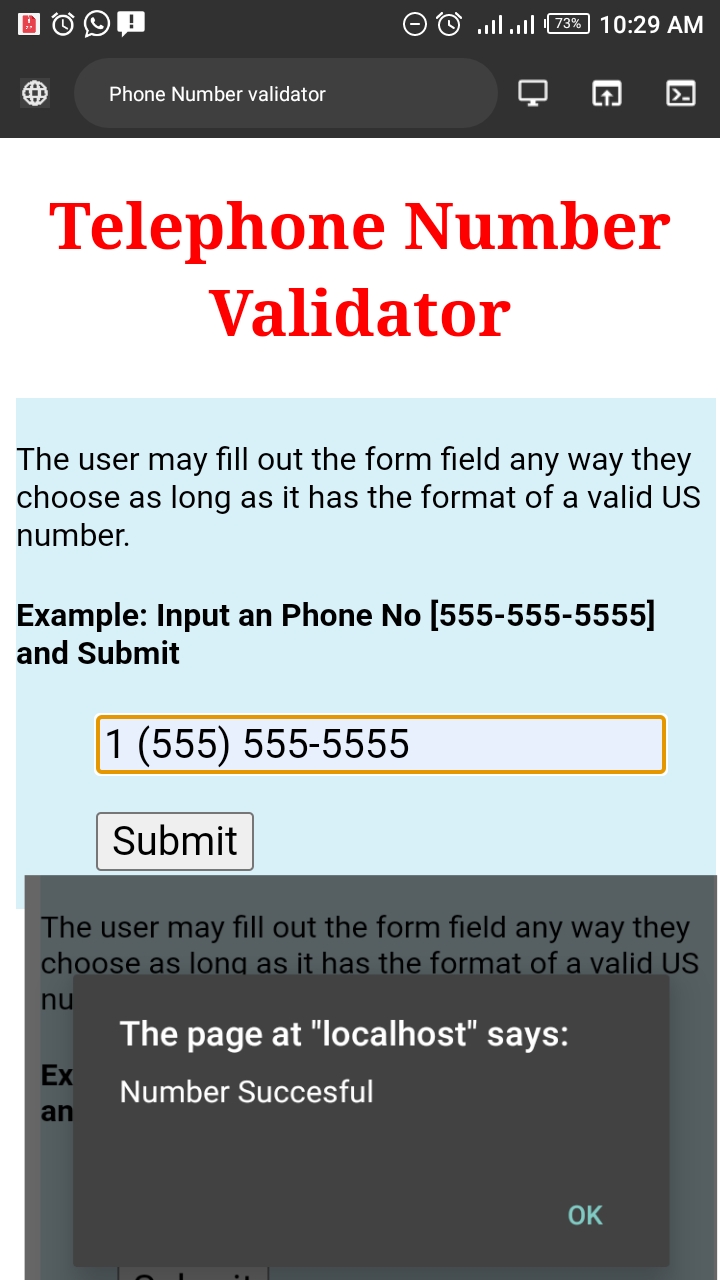 73% 10:29 AM
Phone Number validator
Telephone Number
Validator
The user may fill out the form field any way they
choose as long as it has the format of a valid US
number.
Example: Input an Phone No [555-555-5555]
and Submit
1 (555) 555-5555
Submit
The user may fill out the form field any way they
choose as long as it has the format of a valid US
nu
The page at "localhost" says:
Ex
Number Succesful
an
OK
Submit